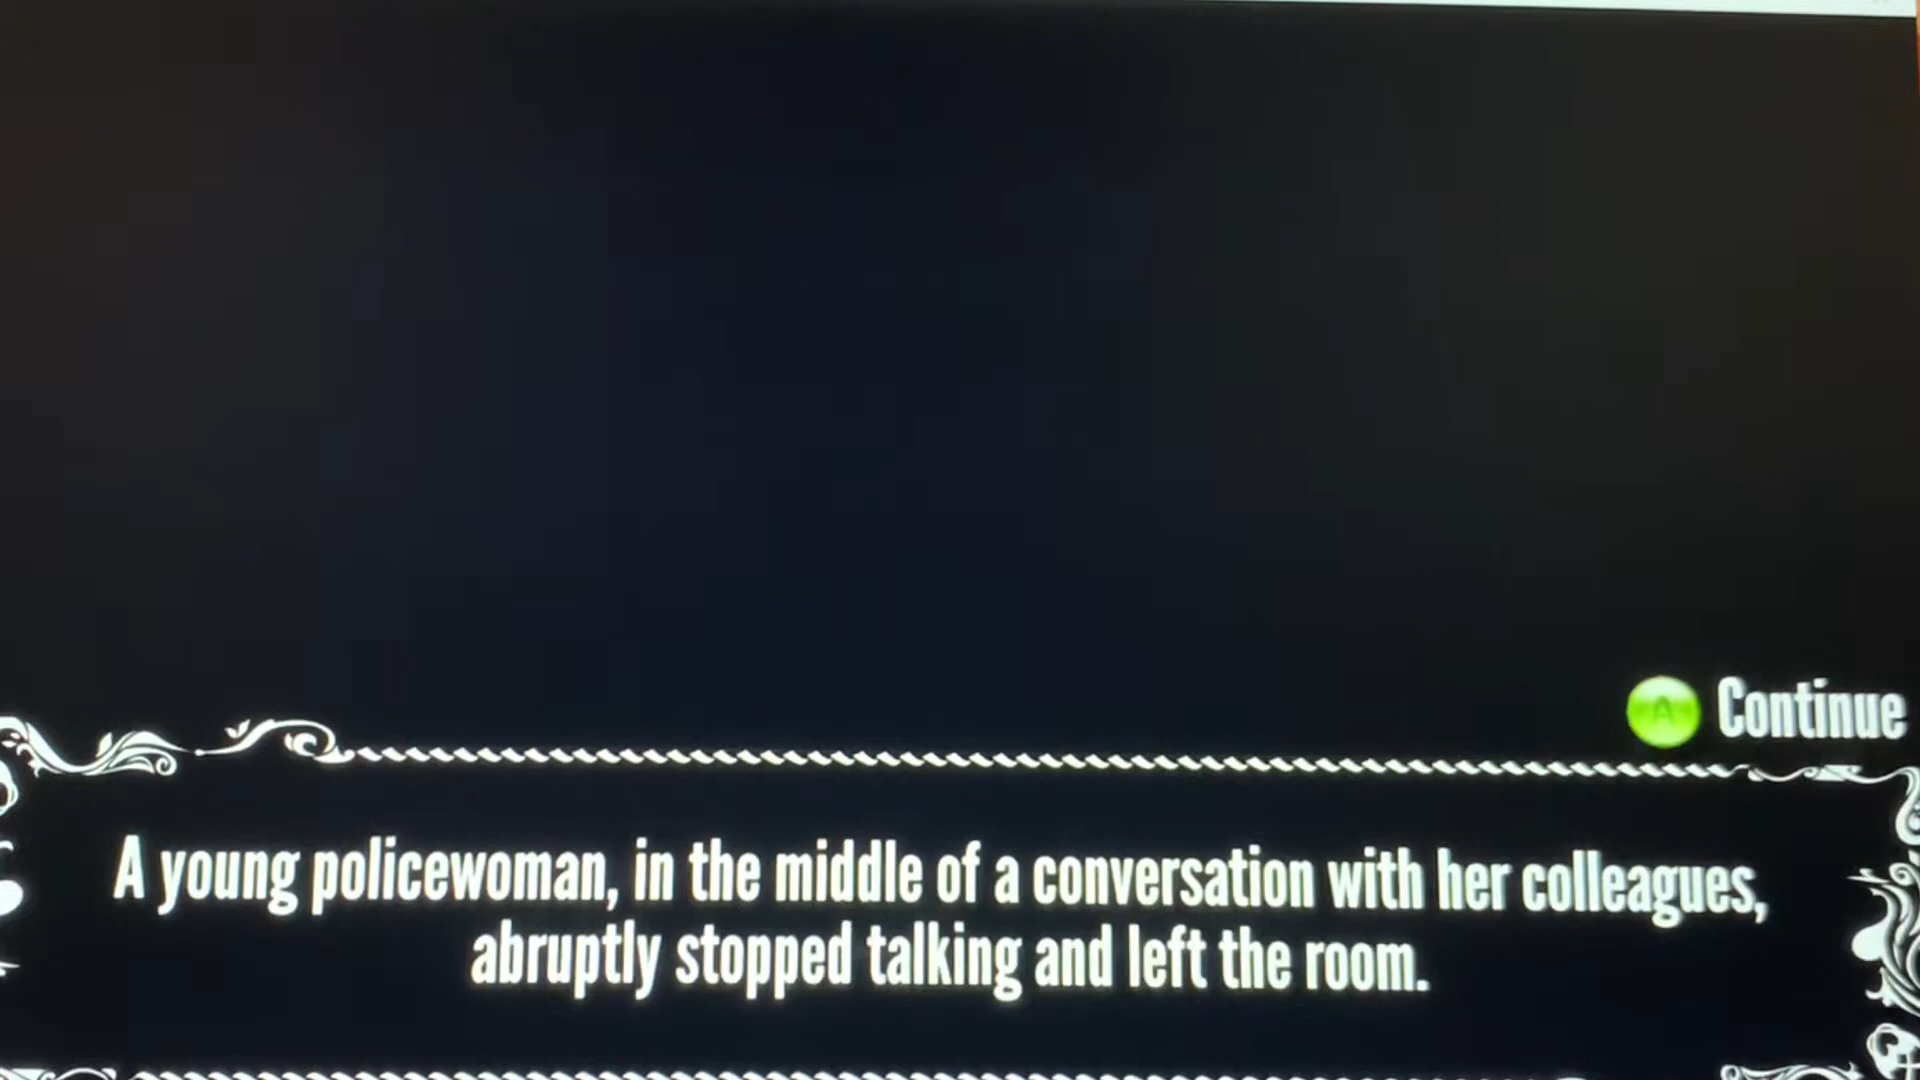 A Continue
A young policewoman, in the middle of a conversation with her colleagues,
abruptly stopped talking and left the room.